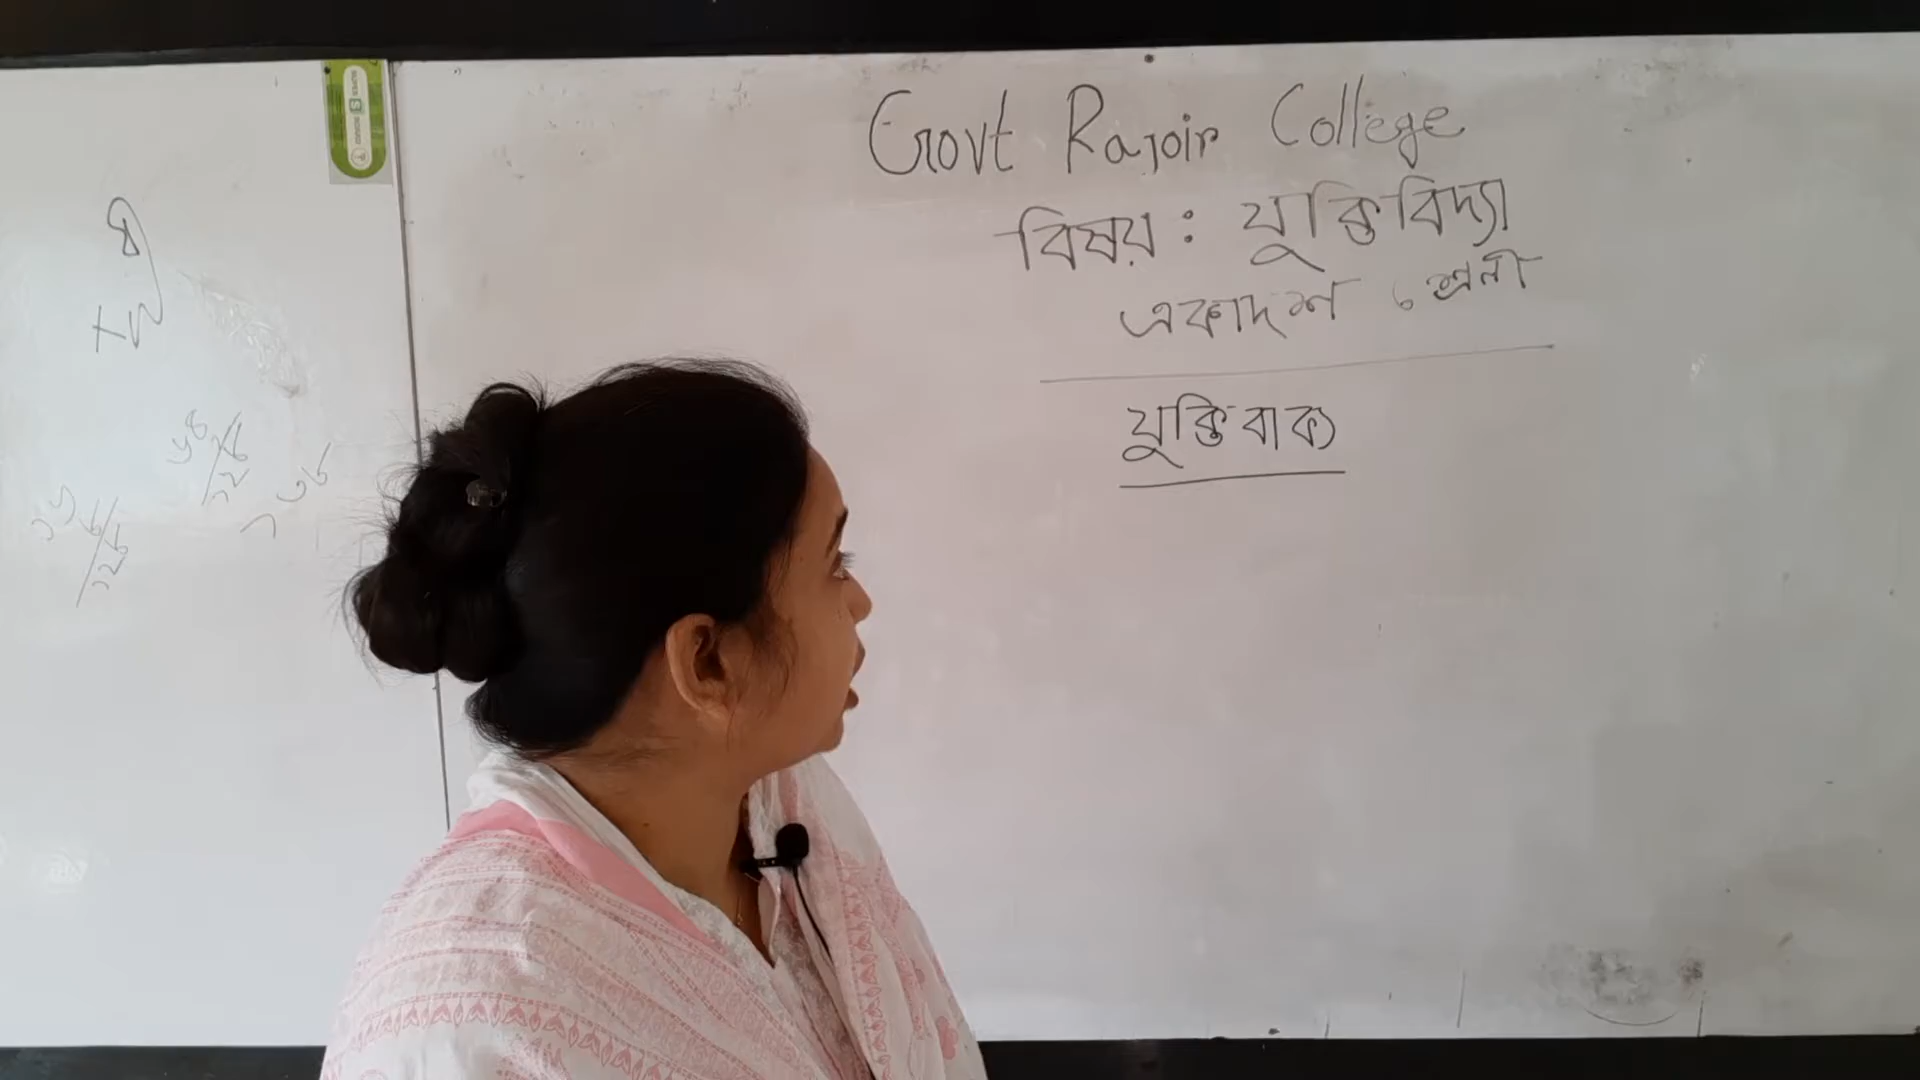 Govt Rajoir College
বিষয় : যুক্তিবিদ্যা
একাদশ শ্রেনী
যুক্তিবাক্য